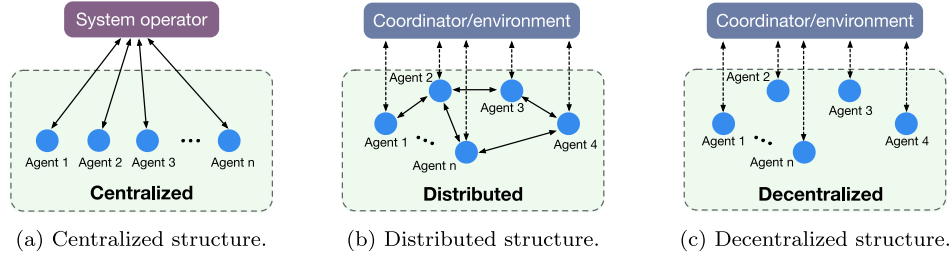 System operator
Agent 1 Agent 2 Agent 3 ••• Agent n
Centralized
(a) Centralized structure.
Coordinator/environment
Agent 2
Agent 3
Agent 1
Agent 4
Agent n
Distributed
(b) Distributed structure.
Coordinator/environment
Agent 2
Agent 3
Agent 1
Agent 4
Agent n
Decentralized
(c) Decentralized structure.